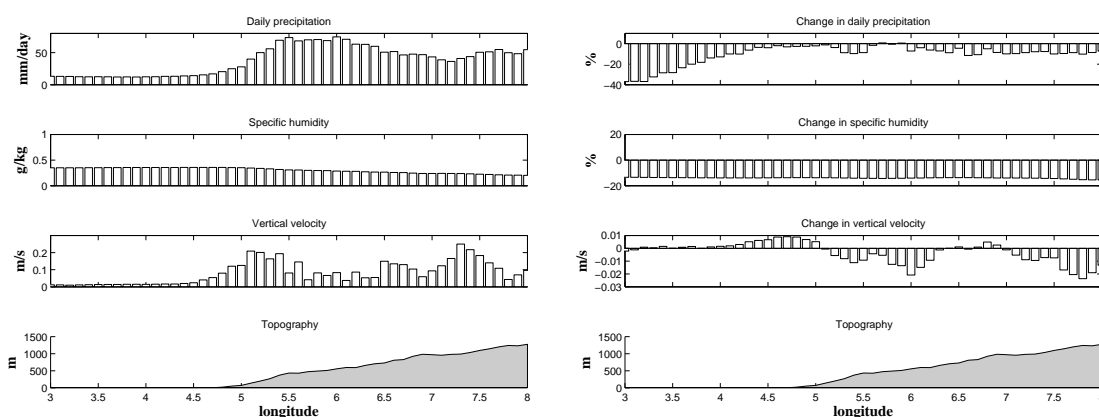 Daily precipitation
mm/day
50
0
Specific humidity
g/kg
1
0.5
0
Vertical velocity
m/s
0.2
0.1
0
Topography
m
1500
1000
500
0
3 3.5 4 4.5 5 5.5 6 6.5 7 7.5 8
longitude
Change in daily precipitation
%
0
−20
−40
Change in specific humidity
%
20
0
−20
Change in vertical velocity
m/s
0.01
0
−0.01
−0.02
−0.03
Topography
m
1500
1000
500
0
3 3.5 4 4.5 5 5.5 6 6.5 7 7.5
longitude